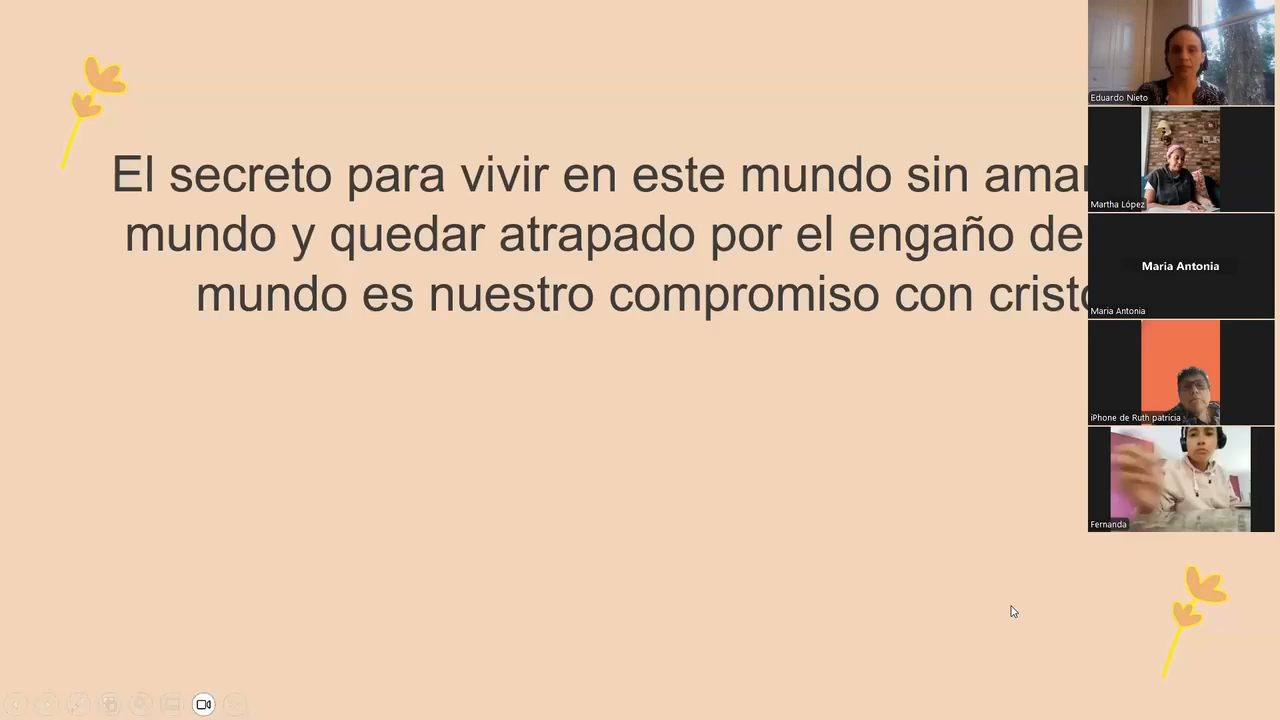 El secreto para vivir en este mundo sin amar
mundo y quedar atrapado por el engaño de
mundo es nuestro compromiso con cristo
Eduardo Nieto
Martha López
Maria Antonia
Maria Antonia
iPhone de Ruth patricia
Fernanda